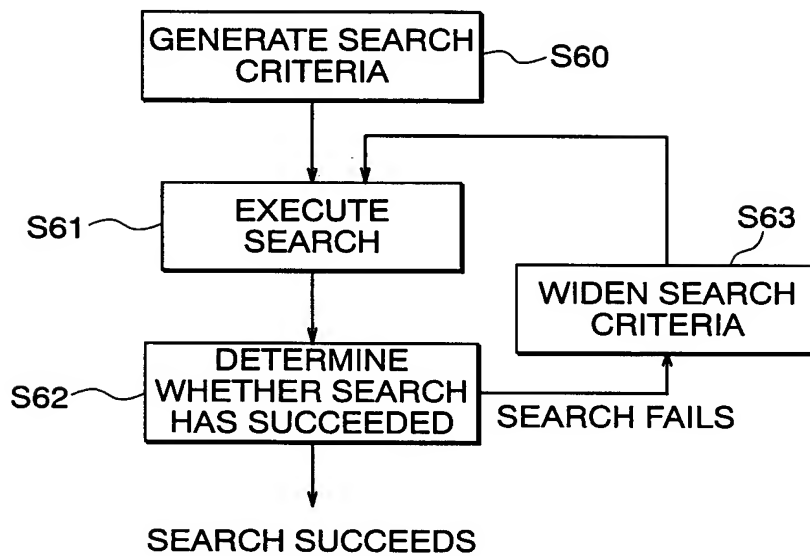 GENERATE SEARCH
CRITERIA
S60
EXECUTE
SEARCH
S61
S63
WIDEN SEARCH
CRITERIA
DETERMINE
WHETHER SEARCH
HAS SUCCEEDED
S62
SEARCH FAILS
SEARCH SUCCEEDS